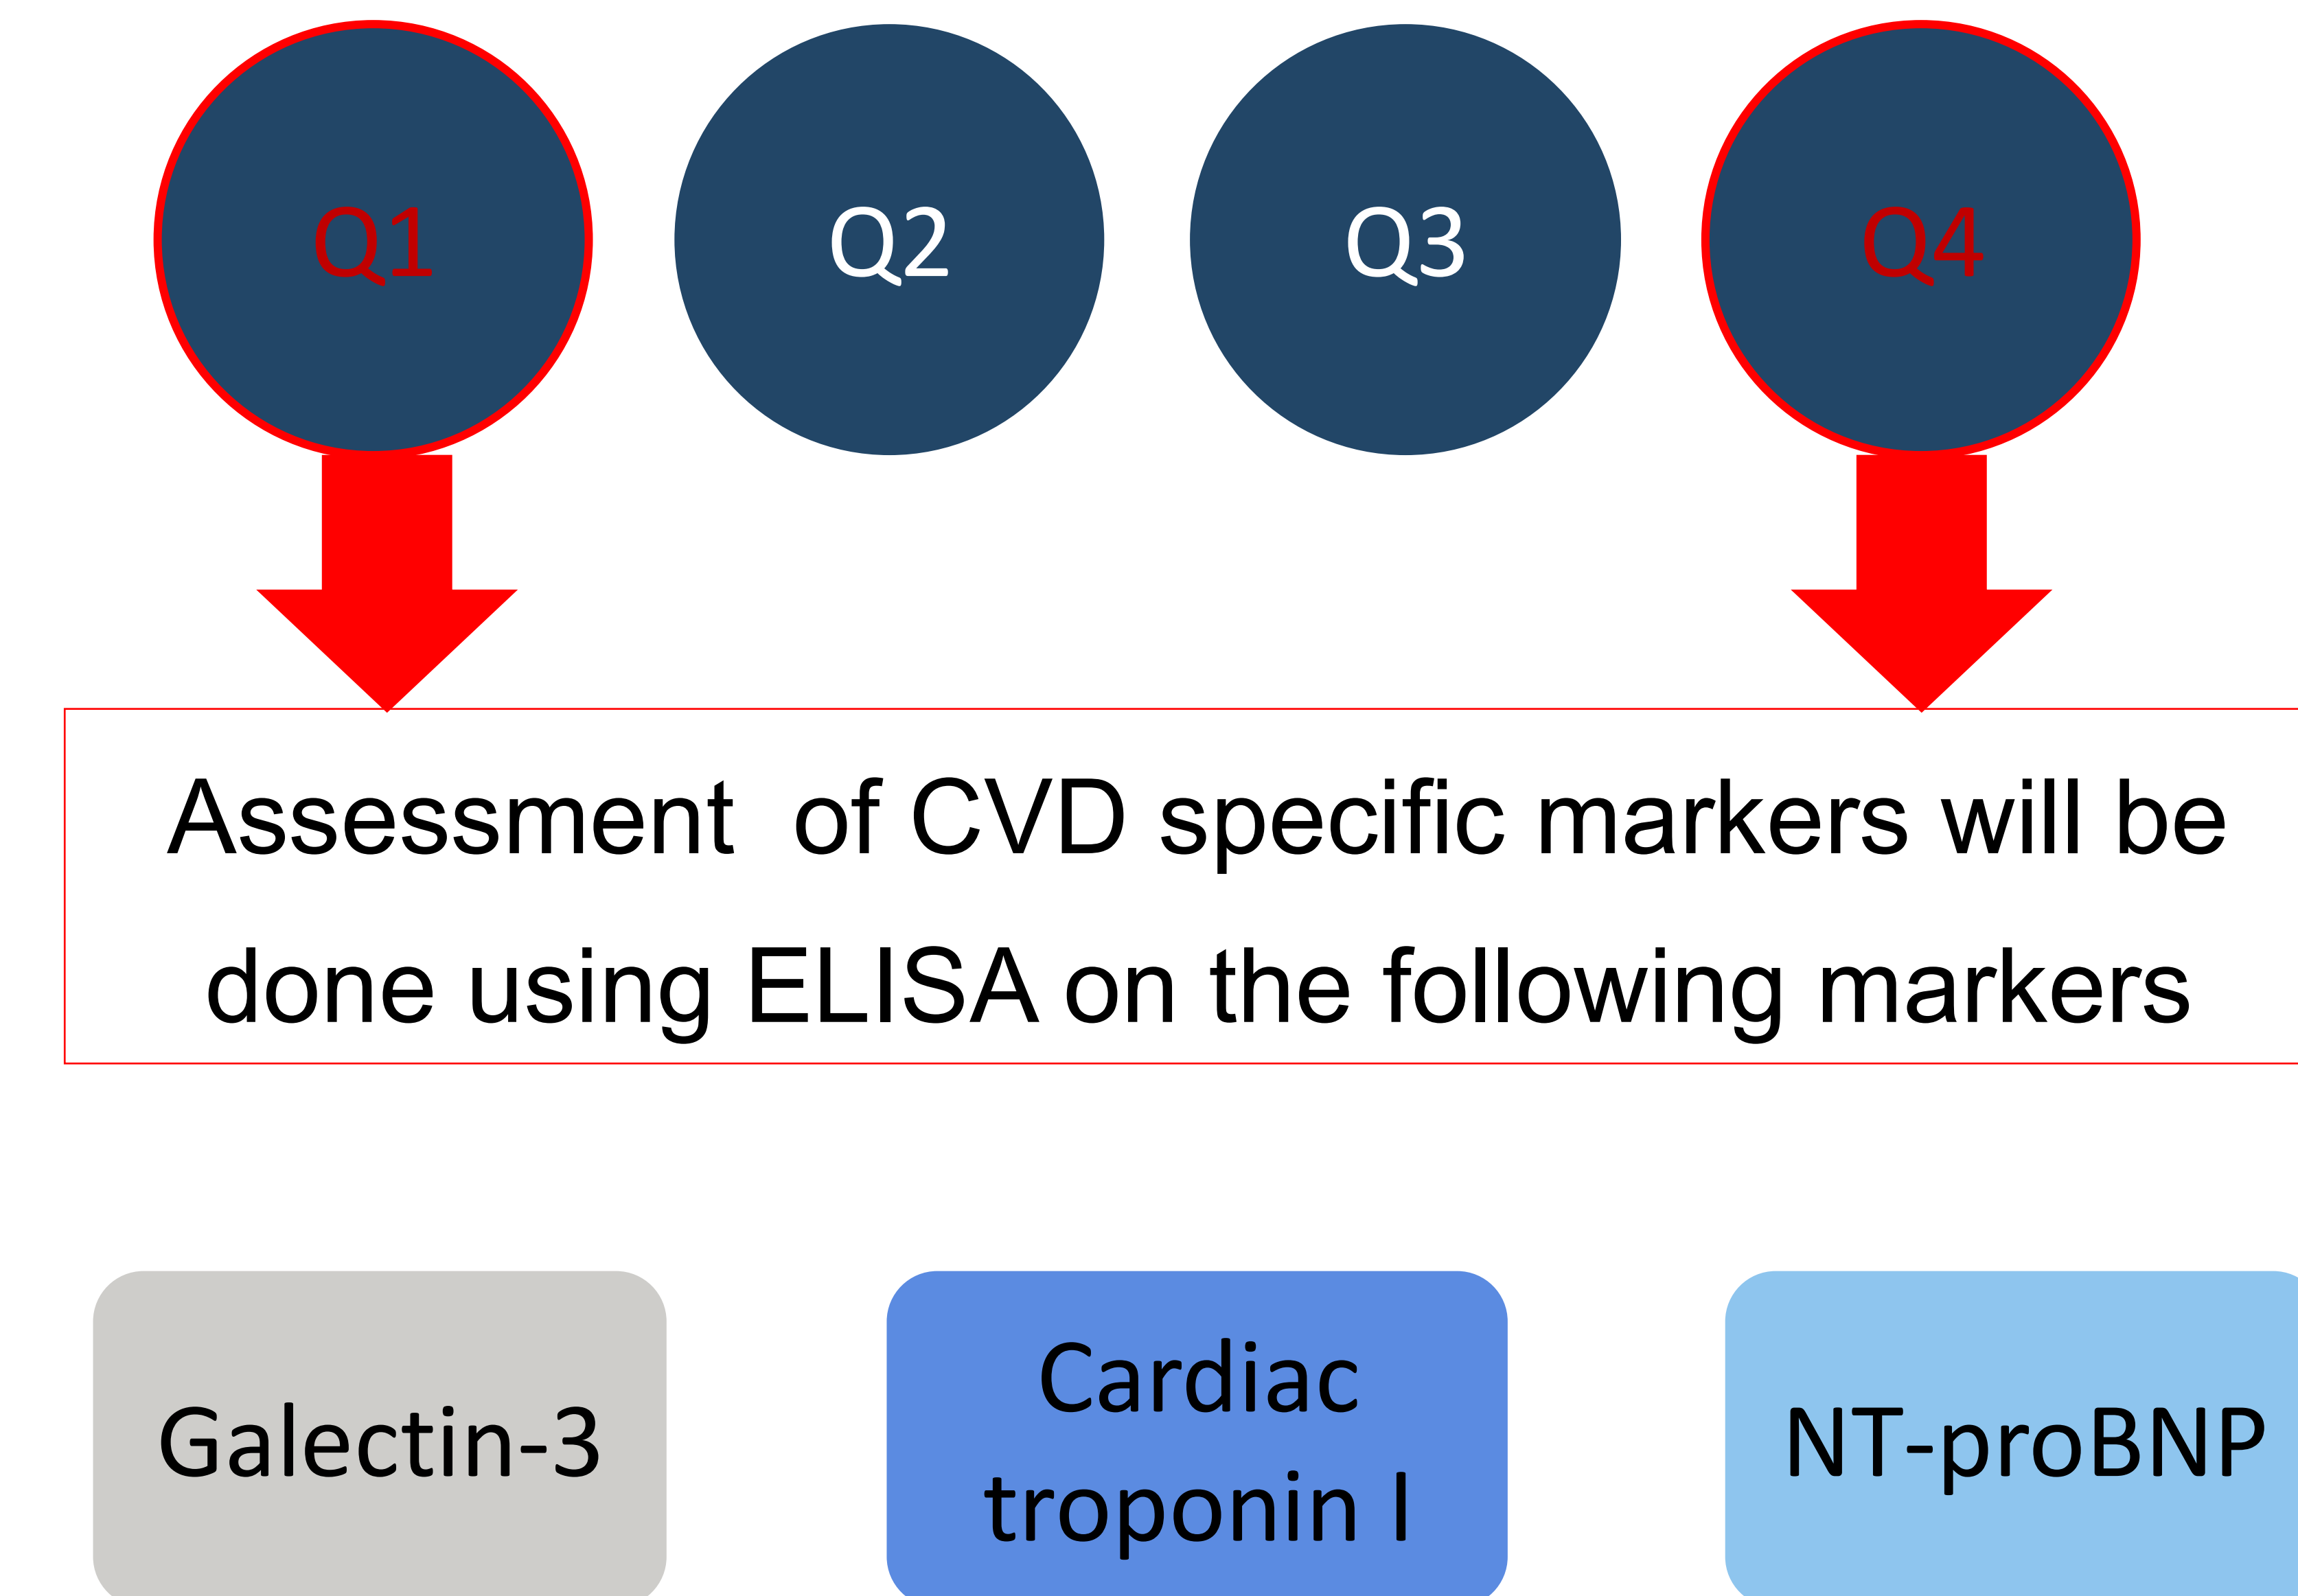 Q1 Q2 Q3 Q4
Assessment of CVD specific markers will be
done using ELISA on the following markers
Galectin-3
Cardiac
troponin I
NT-proBNP